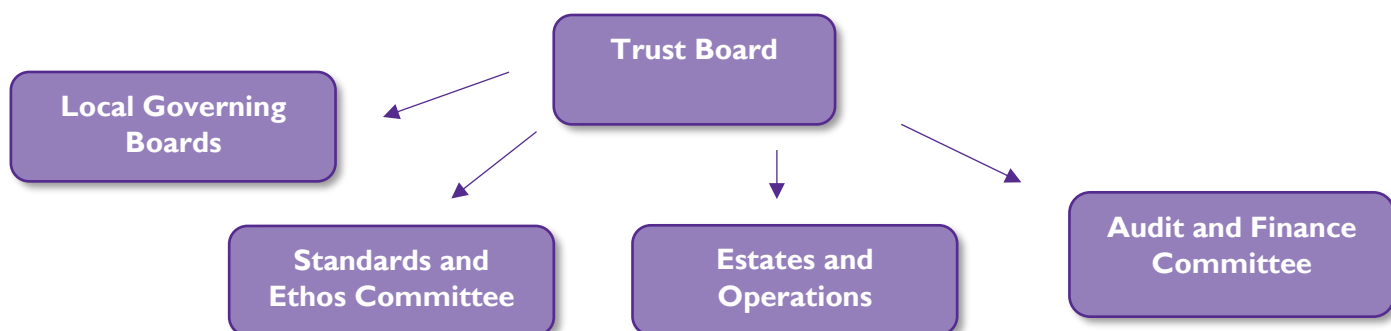 Trust Board
Local Governing
Boards
Standards and
Ethos Committee
Estates and
Operations
Audit and Finance
Committee